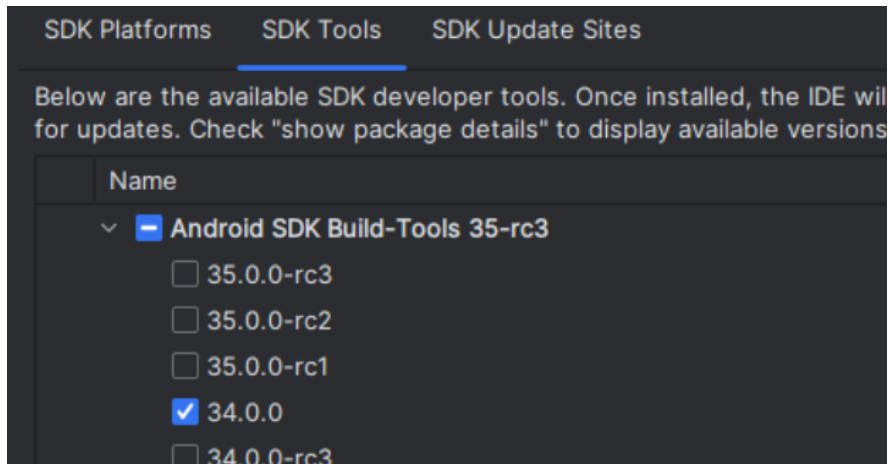 SDK Platforms SDK Tools SDK Update Sites
Below are the available SDK developer tools. Once installed, the IDE wil
for updates. Check "show package details" to display available versions
Name
Android SDK Build-Tools 35-rc3
35.0.0-rc3
35.0.0-rc2
35.0.0-rc1
34.0.0
34.0.0-rc3